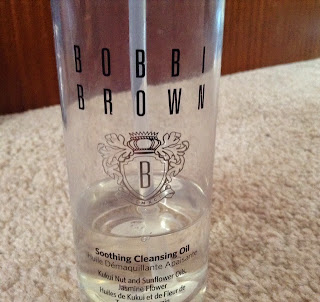 BOBBI
BROWN
B
Soothing Cleansing Oil
Huile Démaquillante Apaisante
Kukui Nut and Sunflower Oils,
Jasmine Flower
Huiles de Kukui et de Fleur de